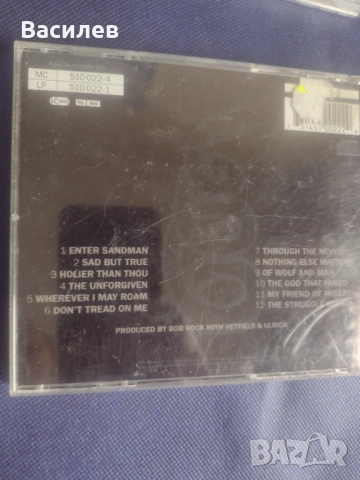 Василев
MC 510 022-4
LP 510 022-1
1 ENTER SANDMAN
2 SAD BUT TRUE
3 HOLIER THAN THOU
4 THE UNFORGIVEN
5 WHEREVER I MAY ROAM
6 DON'T TREAD ON ME
7 THROUGH THE NEVER
8 NOTHING ELSE
9 OF WOLF AND MAN
10 THE GOD THAT FAILED
11 MY FRIEND OF
12 THE STRUGGLE
PRODUCED BY BOB ROCK WITH HETFIELD & ULRICH
BAZAR